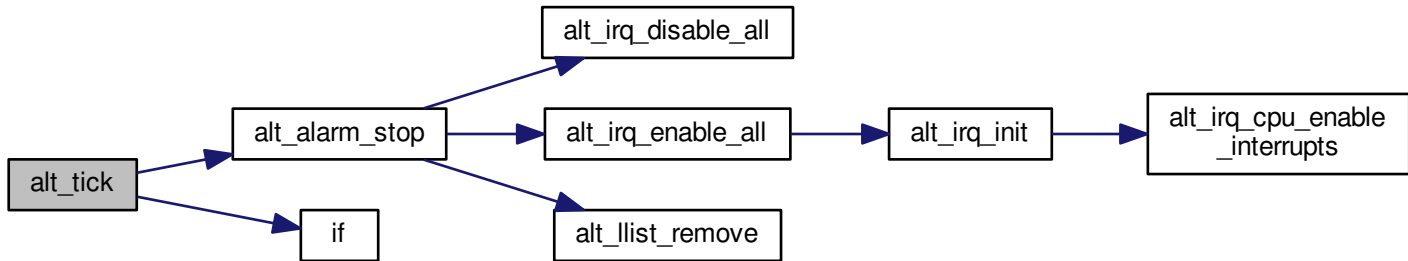 alt_tick
alt_alarm_stop
if
alt_irq_disable_all
alt_irq_enable_all
alt_llist_remove
alt_irq_init
alt_irq_cpu_enable
_interrupts